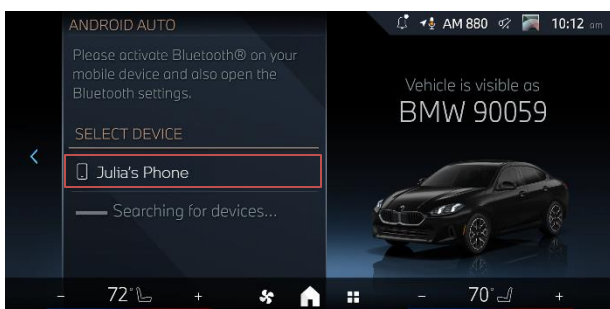 ANDROID AUTO
AM 880
10:12 am
Please activate Bluetooth® on your
mobile device and also open the
Bluetooth settings.
Vehicle is visible as
BMW 90059
SELECT DEVICE
Julia's Phone
Searching for devices...
- 72° +
- 70° +